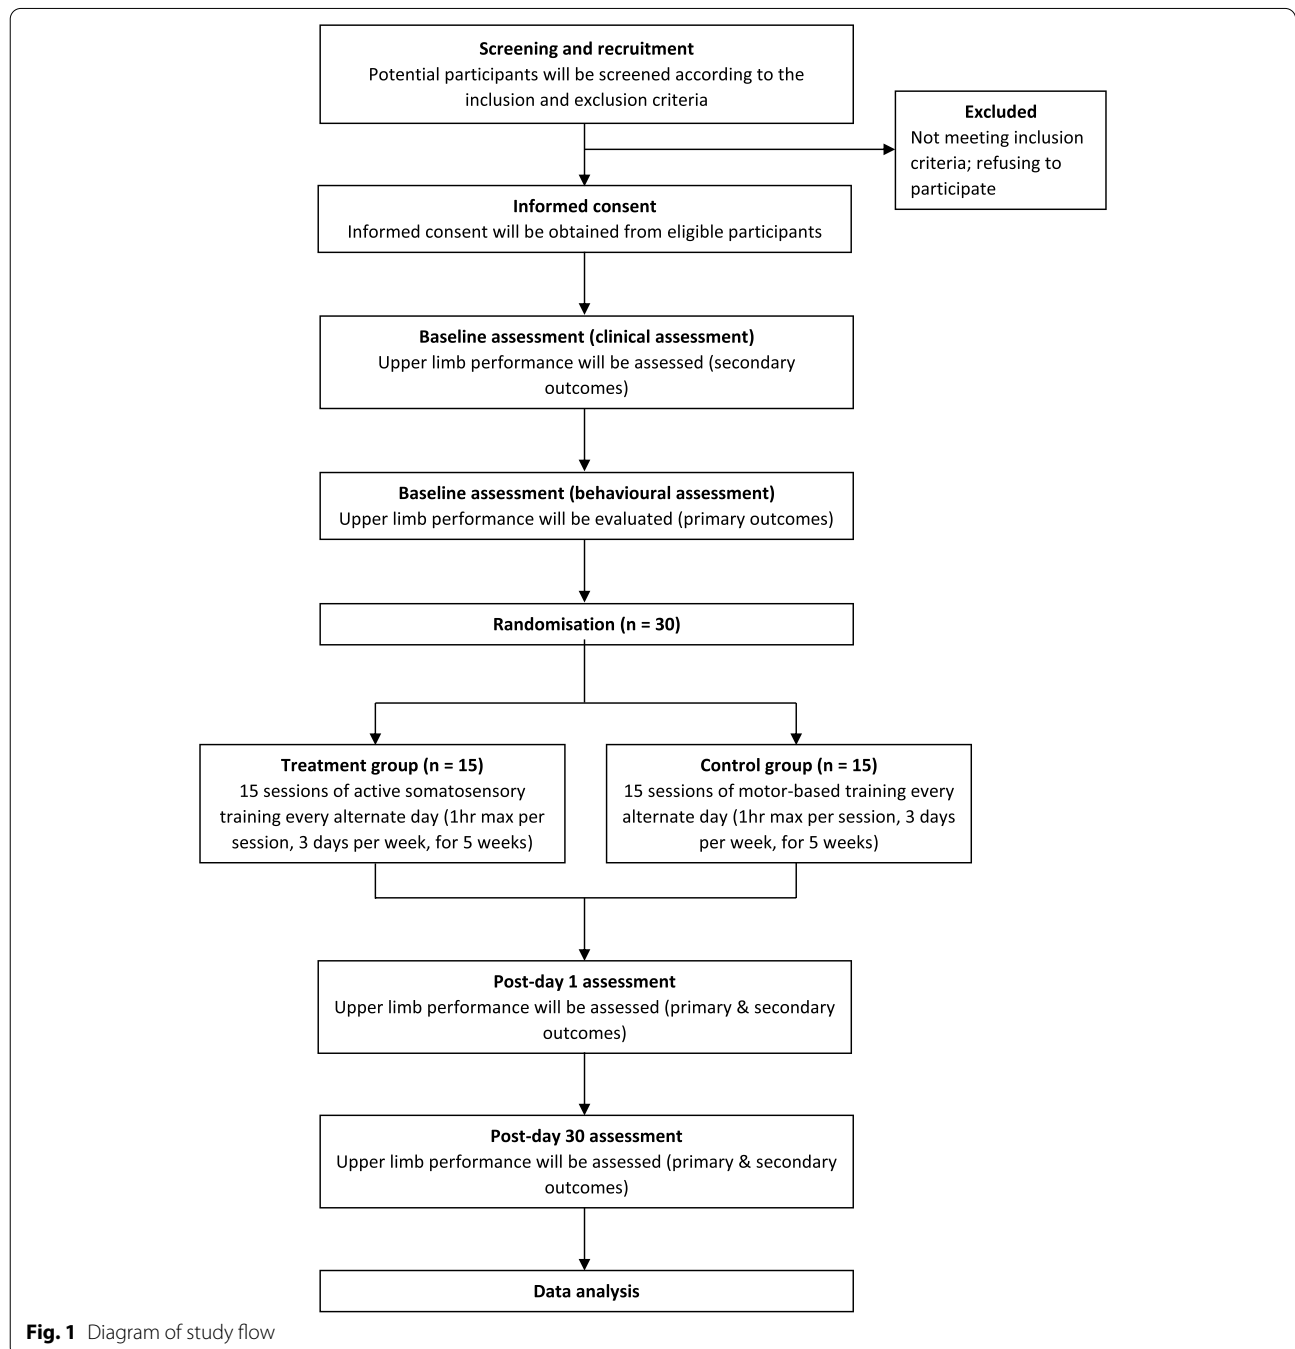 Screening and recruitment
Potential participants will be screened according to the
inclusion and exclusion criteria
Excluded
Not meeting inclusion
criteria; refusing to
participate
Informed consent
Informed consent will be obtained from eligible participants
Baseline assessment (clinical assessment)
Upper limb performance will be assessed (secondary
outcomes)
Baseline assessment (behavioural assessment)
Upper limb performance will be evaluated (primary outcomes)
Randomisation (n = 30)
Treatment group (n = 15)
15 sessions of active somatosensory
training every alternate day (1hr max per
session, 3 days per week, for 5 weeks)
Control group (n = 15)
15 sessions of motor-based training every
alternate day (1hr max per session, 3 days
per week, for 5 weeks)
Post-day 1 assessment
Upper limb performance will be assessed (primary & secondary
outcomes)
Post-day 30 assessment
Upper limb performance will be assessed (primary & secondary
outcomes)
Data analysis
Fig. 1 Diagram of study flow